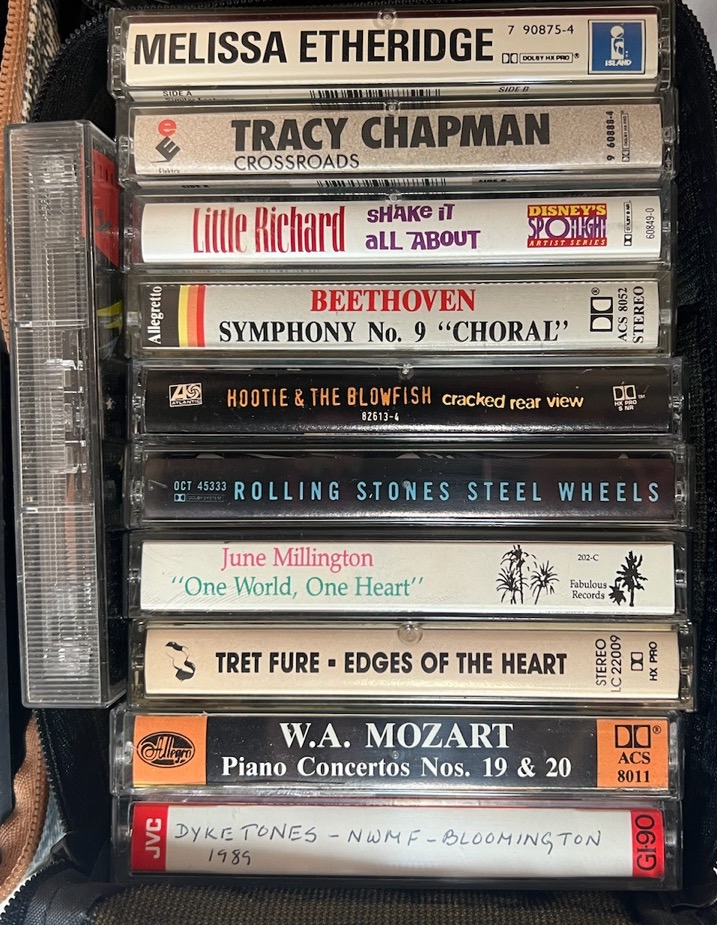 MELISSA ETHERIDGE
7 90875-4
DOLBY HX PRO
ISLAND
SIDE A
SIDE B
Elektra
TRACY CHAPMAN
CROSSROADS
9 60888-4
Little Richard
SHAKE iT
aLL ABOUT
DISNEY'S
SPOTLIGHT
ARTIST SERIES
60849-0
Allegretto
BEETHOVEN
SYMPHONY No. 9 “CHORAL”
ACS 8052
STEREO
ATLANTIC
HOOTIE & THE BLOWFISH cracked rear view
82613-4
HX PRO
S NR
OCT 45333
DOLBY SYSTEM
ROLLING STONES STEEL WHEELS
June Millington
“One World, One Heart”
202-C
Fabulous
Records
TRET FURE ▪ EDGES OF THE HEART
STEREO
LC 22009
HX PRO
Allegro
W.A. MOZART
Piano Concertos Nos. 19 & 20
ACS
8011
JVC
DYKETONES - NWMF - BLOOMINGTON
1989
GI-90